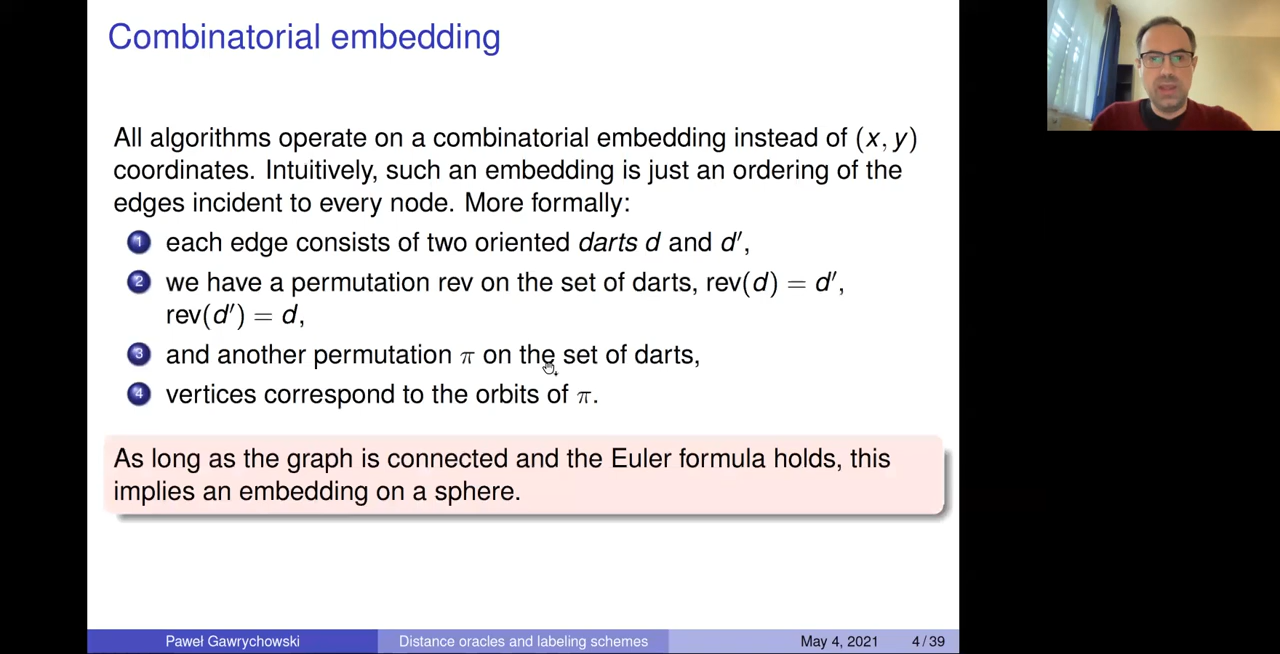 Combinatorial embedding
All algorithms operate on a combinatorial embedding instead of (x, y)
coordinates. Intuitively, such an embedding is just an ordering of the
edges incident to every node. More formally:
1 each edge consists of two oriented darts d and d′,
2 we have a permutation rev on the set of darts, rev(d) = d′,
rev(d′) = d,
3 and another permutation π on the set of darts,
4 vertices correspond to the orbits of π.
As long as the graph is connected and the Euler formula holds, this
implies an embedding on a sphere.
Paweł Gawrychowski Distance oracles and labeling schemes May 4, 2021 4 / 39